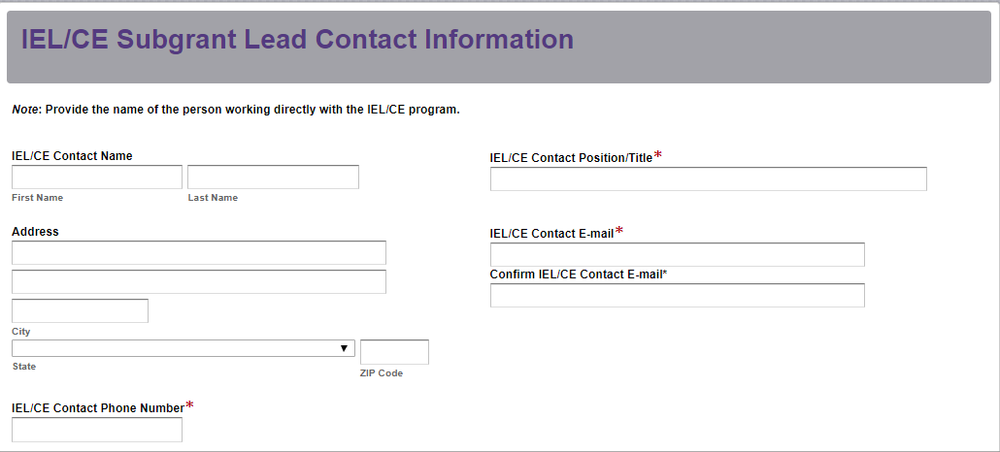 IEL/CE Subgrant Lead Contact Information
Note: Provide the name of the person working directly with the IEL/CE program.
IEL/CE Contact Name
First Name Last Name
IEL/CE Contact Position/Title*
Address
City
State
ZIP Code
IEL/CE Contact E-mail*
Confirm IEL/CE Contact E-mail*
IEL/CE Contact Phone Number*